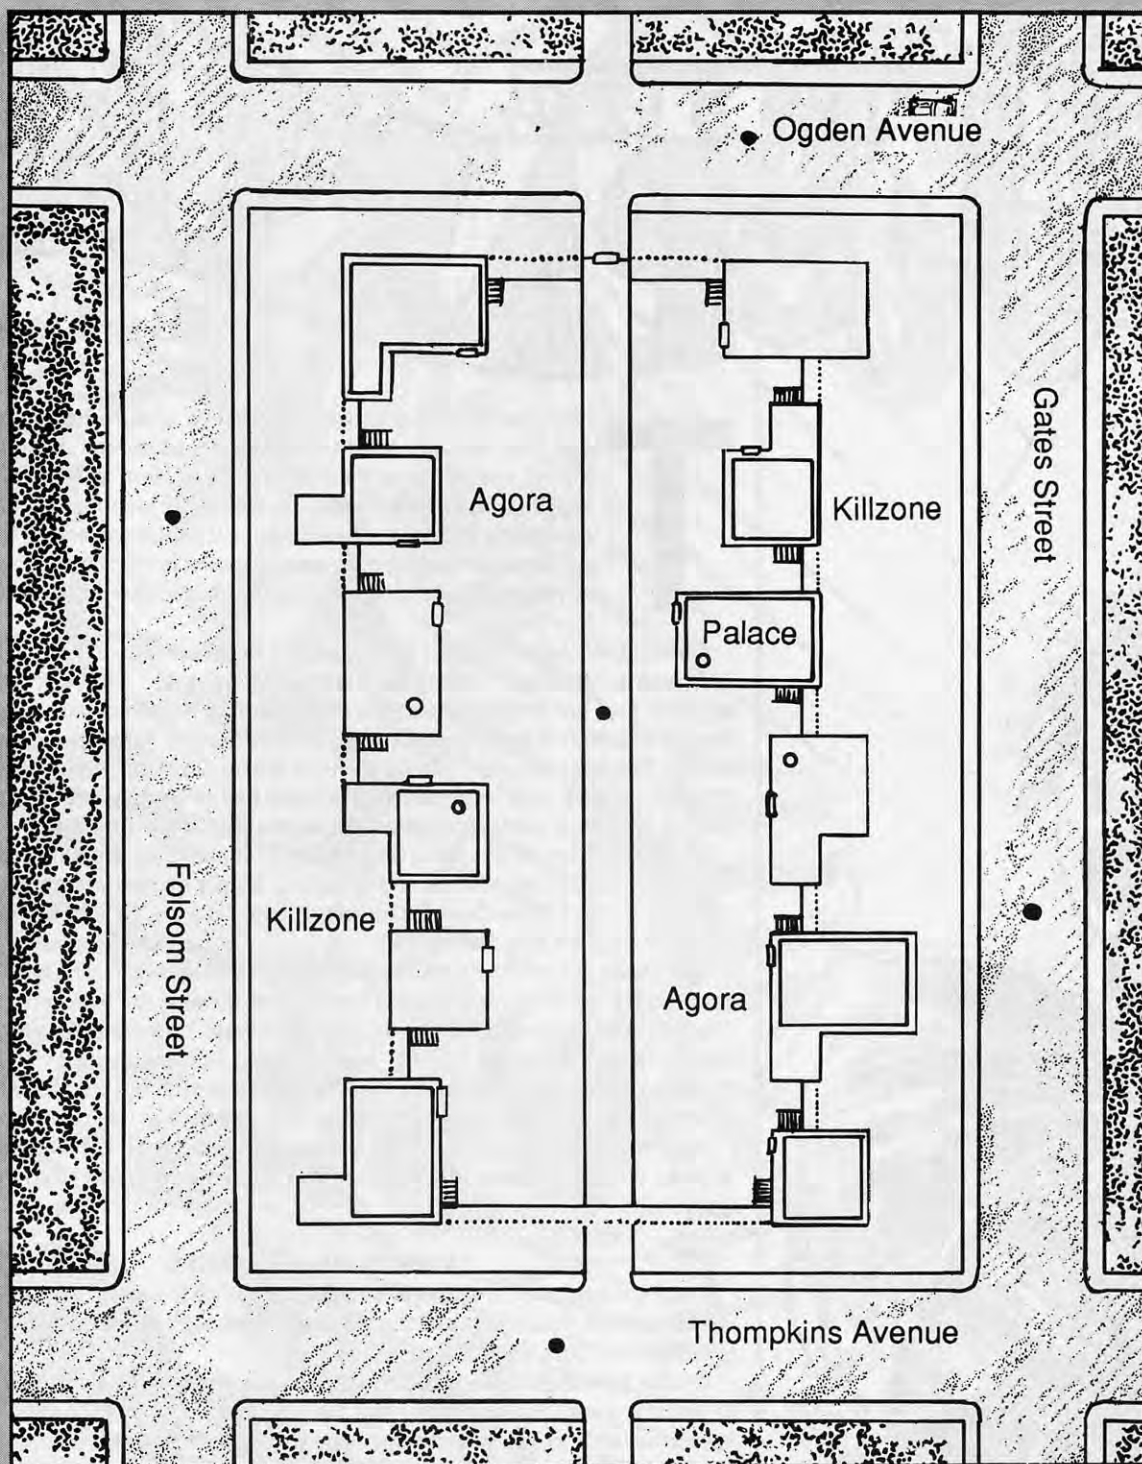 Ogden Avenue
Gates Street
Agora
Killzone
Palace
Folsom Street
Killzone
Agora
Thompkins Avenue